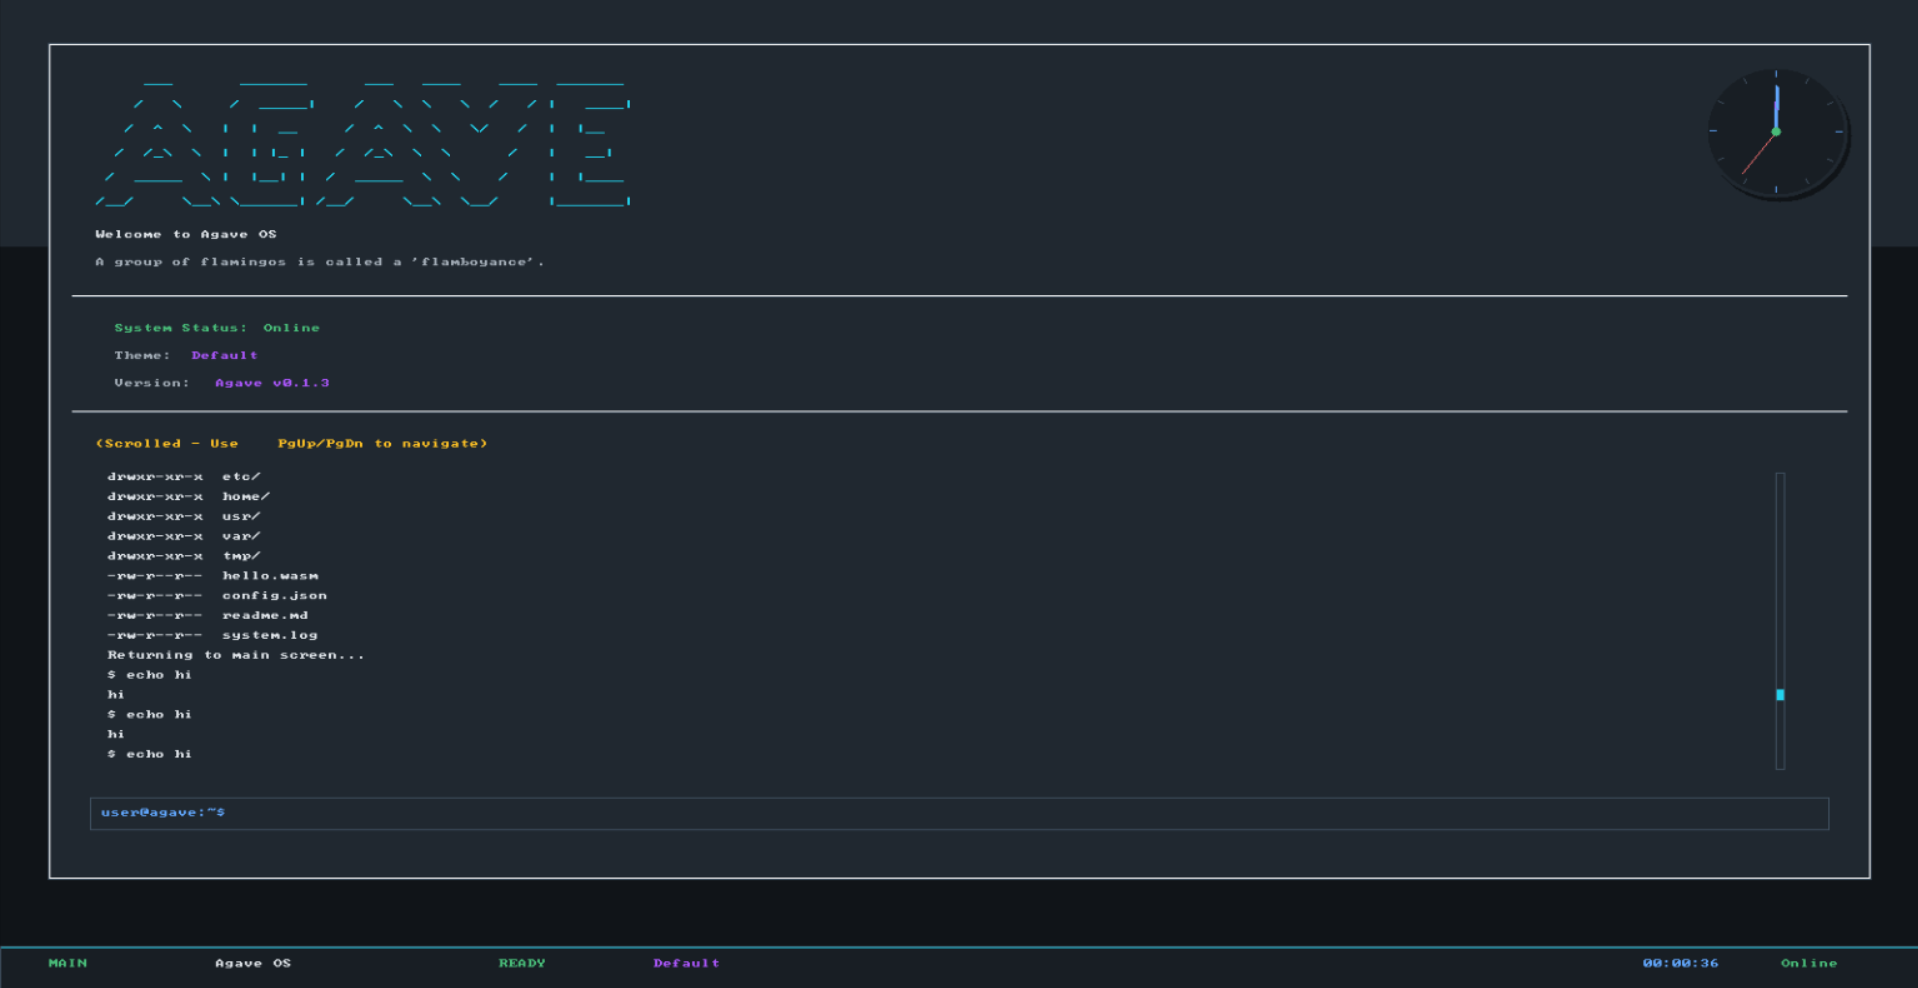 AGAVE
Welcome to Agave OS
A group of flamingos is called a 'flamboyance'.
System Status: Online
Theme: Default
Version: Agave v0.1.3
(Scrolled - Use    PgUp/PgDn to navigate)
drwxr-xr-x  etc/
drwxr-xr-x  home/
drwxr-xr-x  usr/
drwxr-xr-x  var/
drwxr-xr-x  tmp/
-rw-r--r--  hello.wasm
-rw-r--r--  config.json
-rw-r--r--  readme.md
-rw-r--r--  system.log
Returning to main screen...
$ echo hi
hi
$ echo hi
hi
$ echo hi
user@agave:~$
MAIN Agave OS READY Default 00:00:36 Online